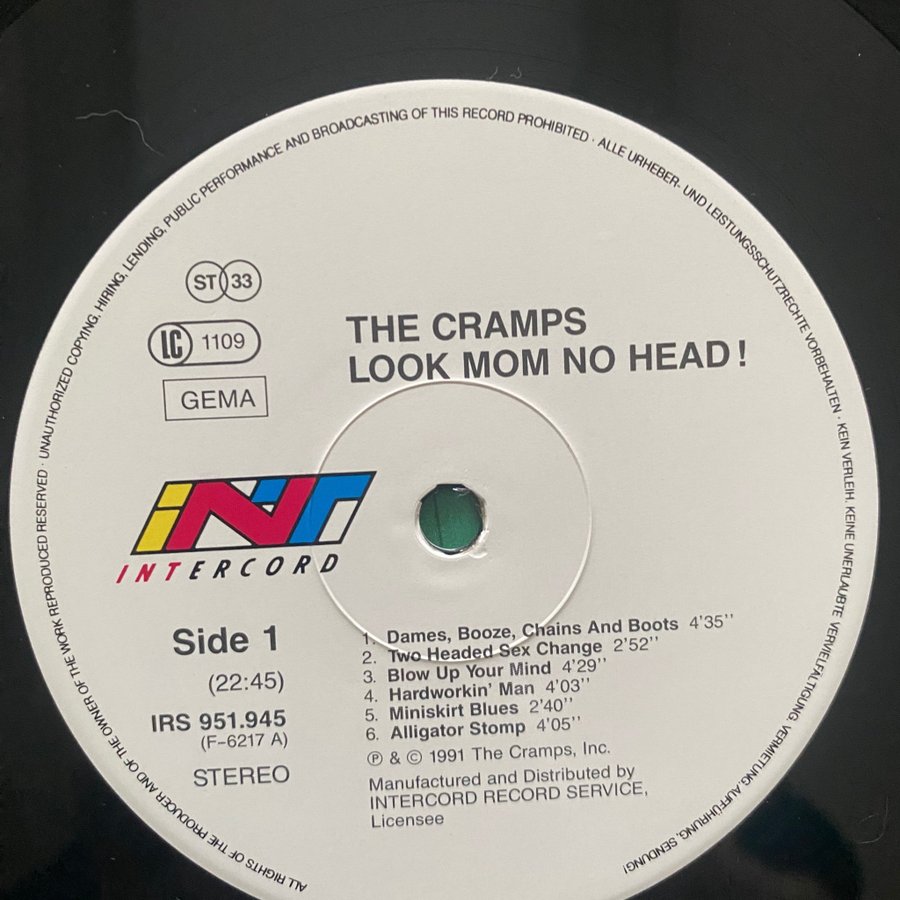 ALL RIGHTS OF THE PRODUCER AND OF THE OWNER OF THE WORK REPRODUCED RESERVED · UNAUTHORIZED COPYING, HIRING, LENDING, PUBLIC PERFORMANCE AND BROADCASTING OF THIS RECORD PROHIBITED · ALLE URHEBER- UND LEISTUNGSSCHUTZRECHTE VORBEHALTEN · KEIN VERLEIH. KEINE UNERLAUBTE VERVIELFÄLTIGUNG, VERMIETUNG, AUFFÜHRUNG, SENDUNG!
ST 33
LC 1109
GEMA
THE CRAMPS
LOOK MOM NO HEAD!
INT
INTERCORD
Side 1
(22:45)
IRS 951.945
(F-6217 A)
STEREO
1. Dames, Booze, Chains And Boots 4'35''
2. Two Headed Sex Change 2'52''
3. Blow Up Your Mind 4'29''
4. Hardworkin' Man 4'03''
5. Miniskirt Blues 2'40''
6. Alligator Stomp 4'05''
℗ & © 1991 The Cramps, Inc.
Manufactured and Distributed by
INTERCORD RECORD SERVICE,
Licensee